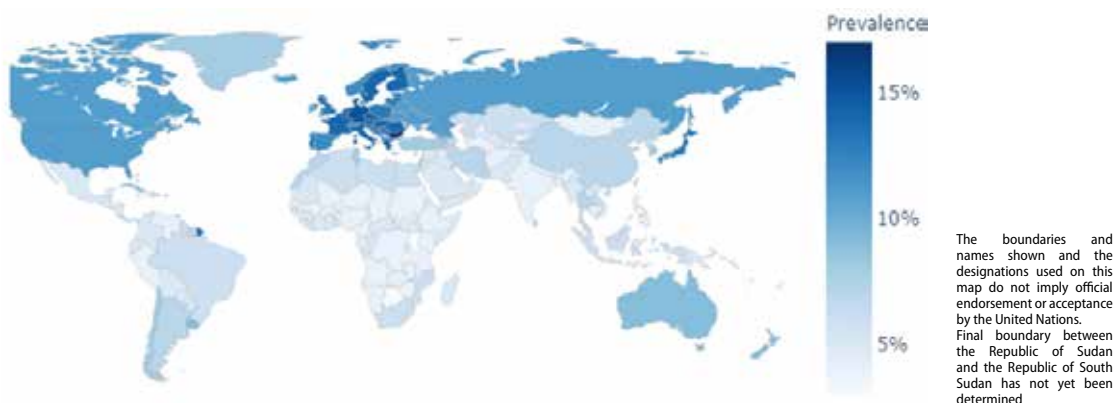 Prevalence
15%
10%
5%
The boundaries and
names shown and the
designations used on this
map do not imply official
endorsement or acceptance
by the United Nations.
Final boundary between
the Republic of Sudan
and the Republic of South
Sudan has not yet been
determined